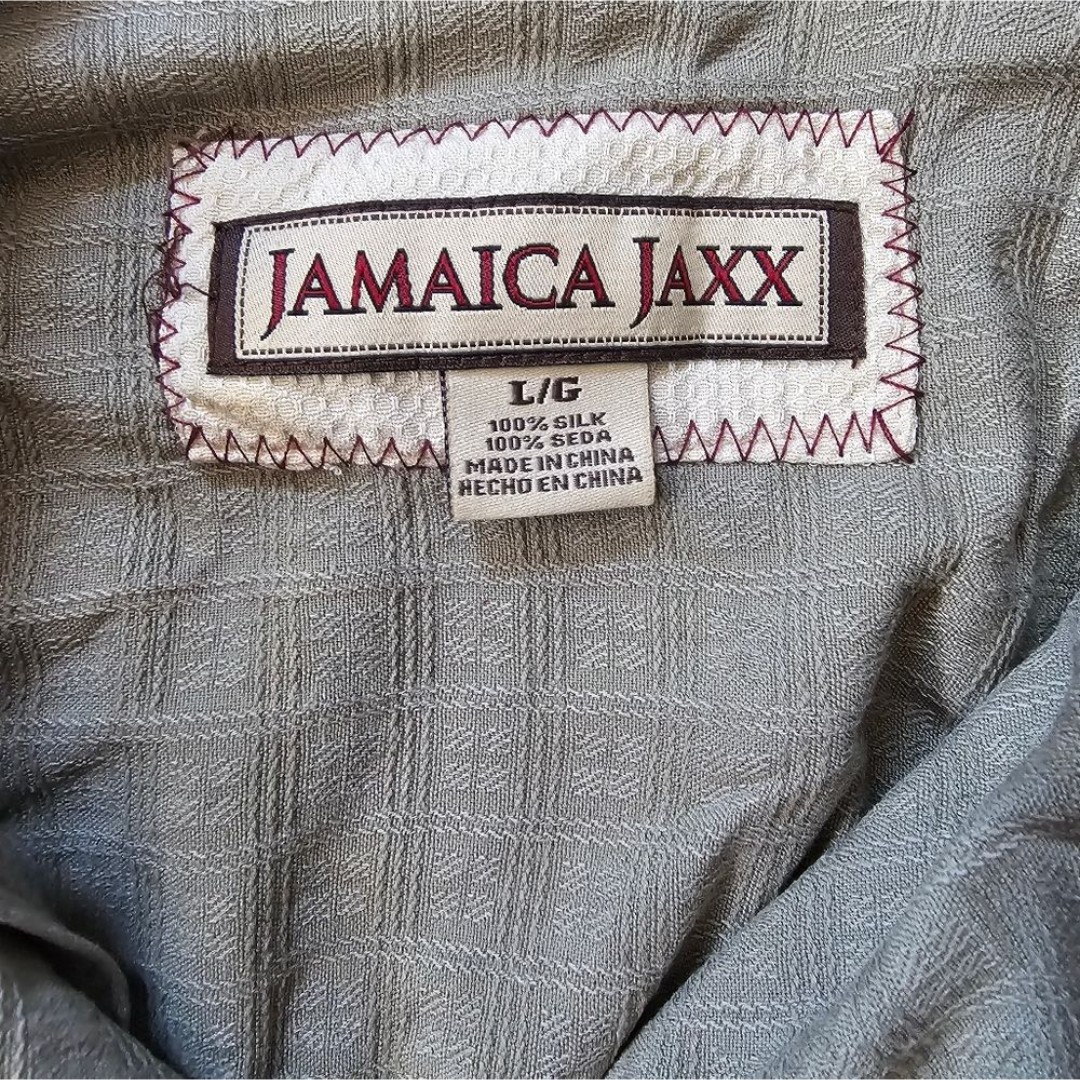 JAMAICA JAXX
L/G
100% SILK
100% SEDA
MADE IN CHINA
HECHO EN CHINA